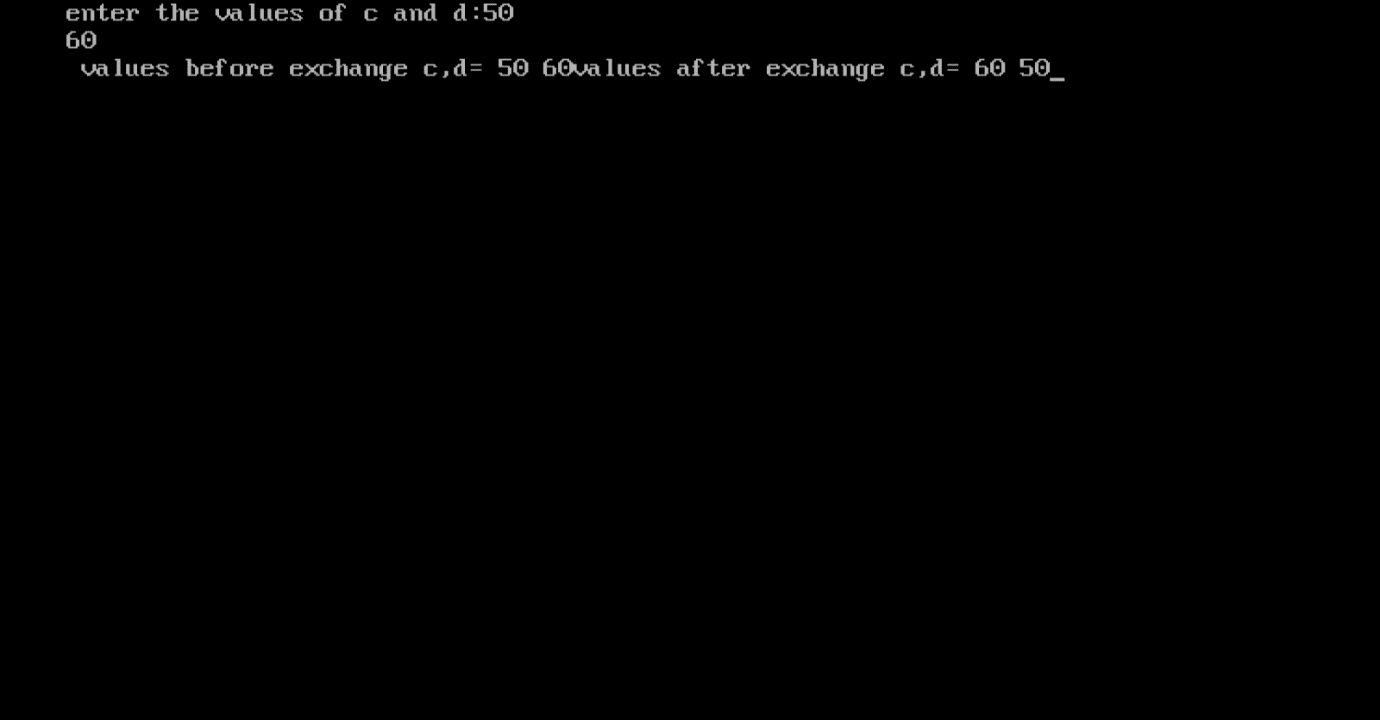 enter the values of c and d:50
60
 values before exchange c,d= 50 60values after exchange c,d= 60 50_